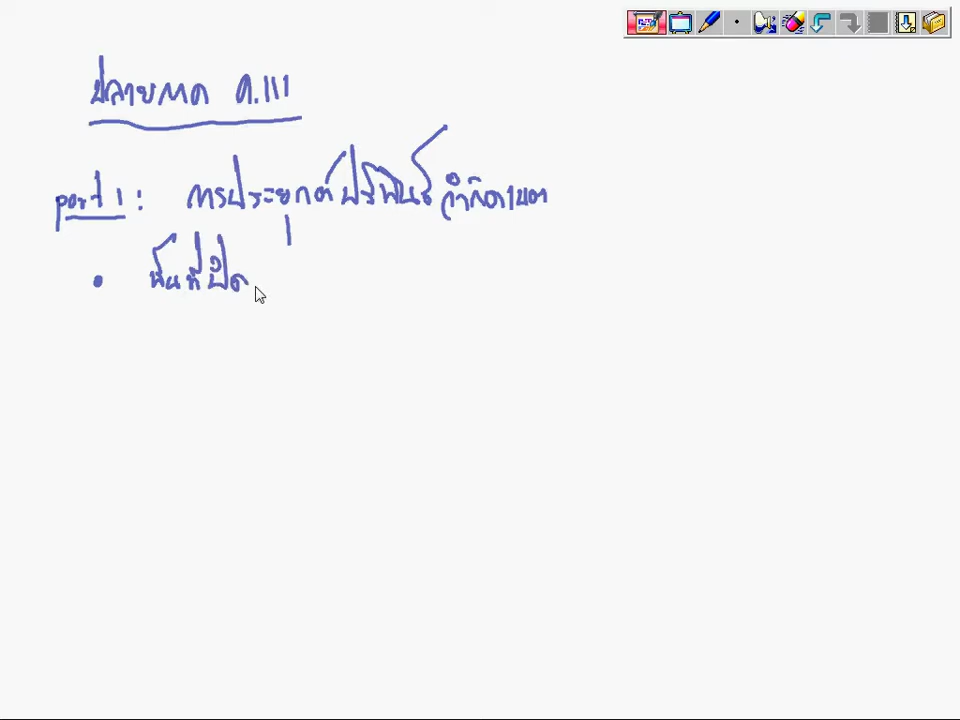 ปลายภาค ค.111
part 1 : การประยุกต์ปริพันธ์จำกัดเขต
• พื้นที่ปิด